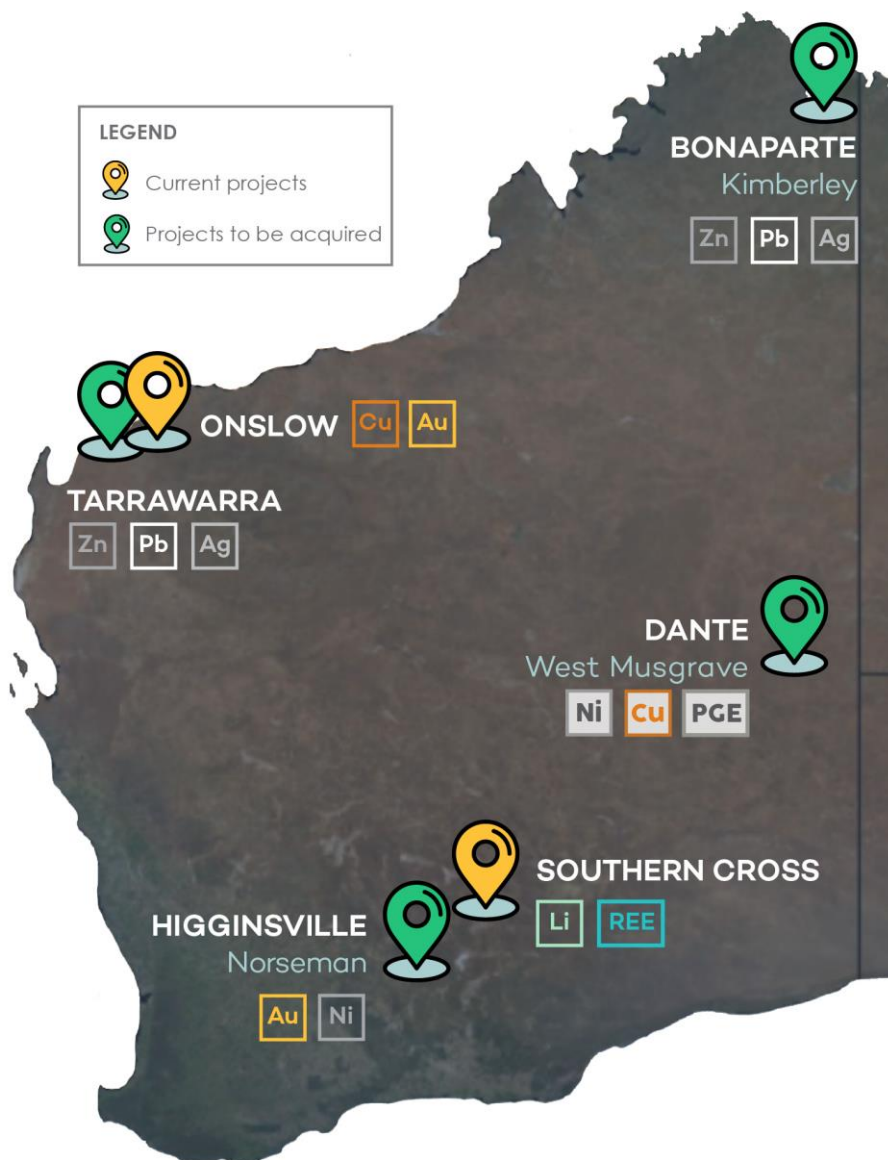 LEGEND
Current projects
Projects to be acquired
BONAPARTE
Kimberley
Zn Pb Ag
ONSLOW Cu Au
TARRAWARRA
Zn Pb Ag
DANTE
West Musgrave
Ni Cu PGE
SOUTHERN CROSS
Li REE
HIGGINSVILLE
Norseman
Au Ni